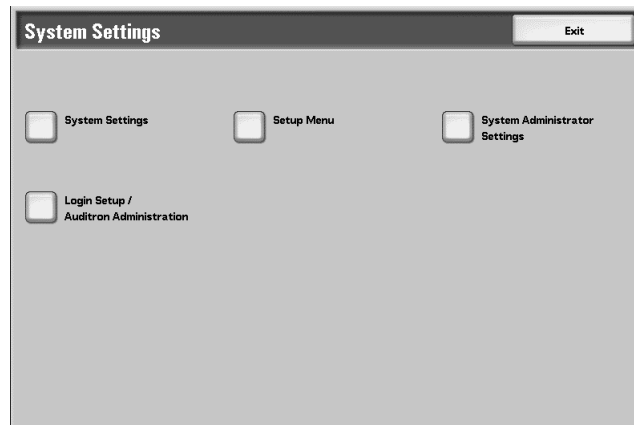 System Settings
Exit
System Settings
Setup Menu
System Administrator
Settings
Login Setup /
Auditron Administration